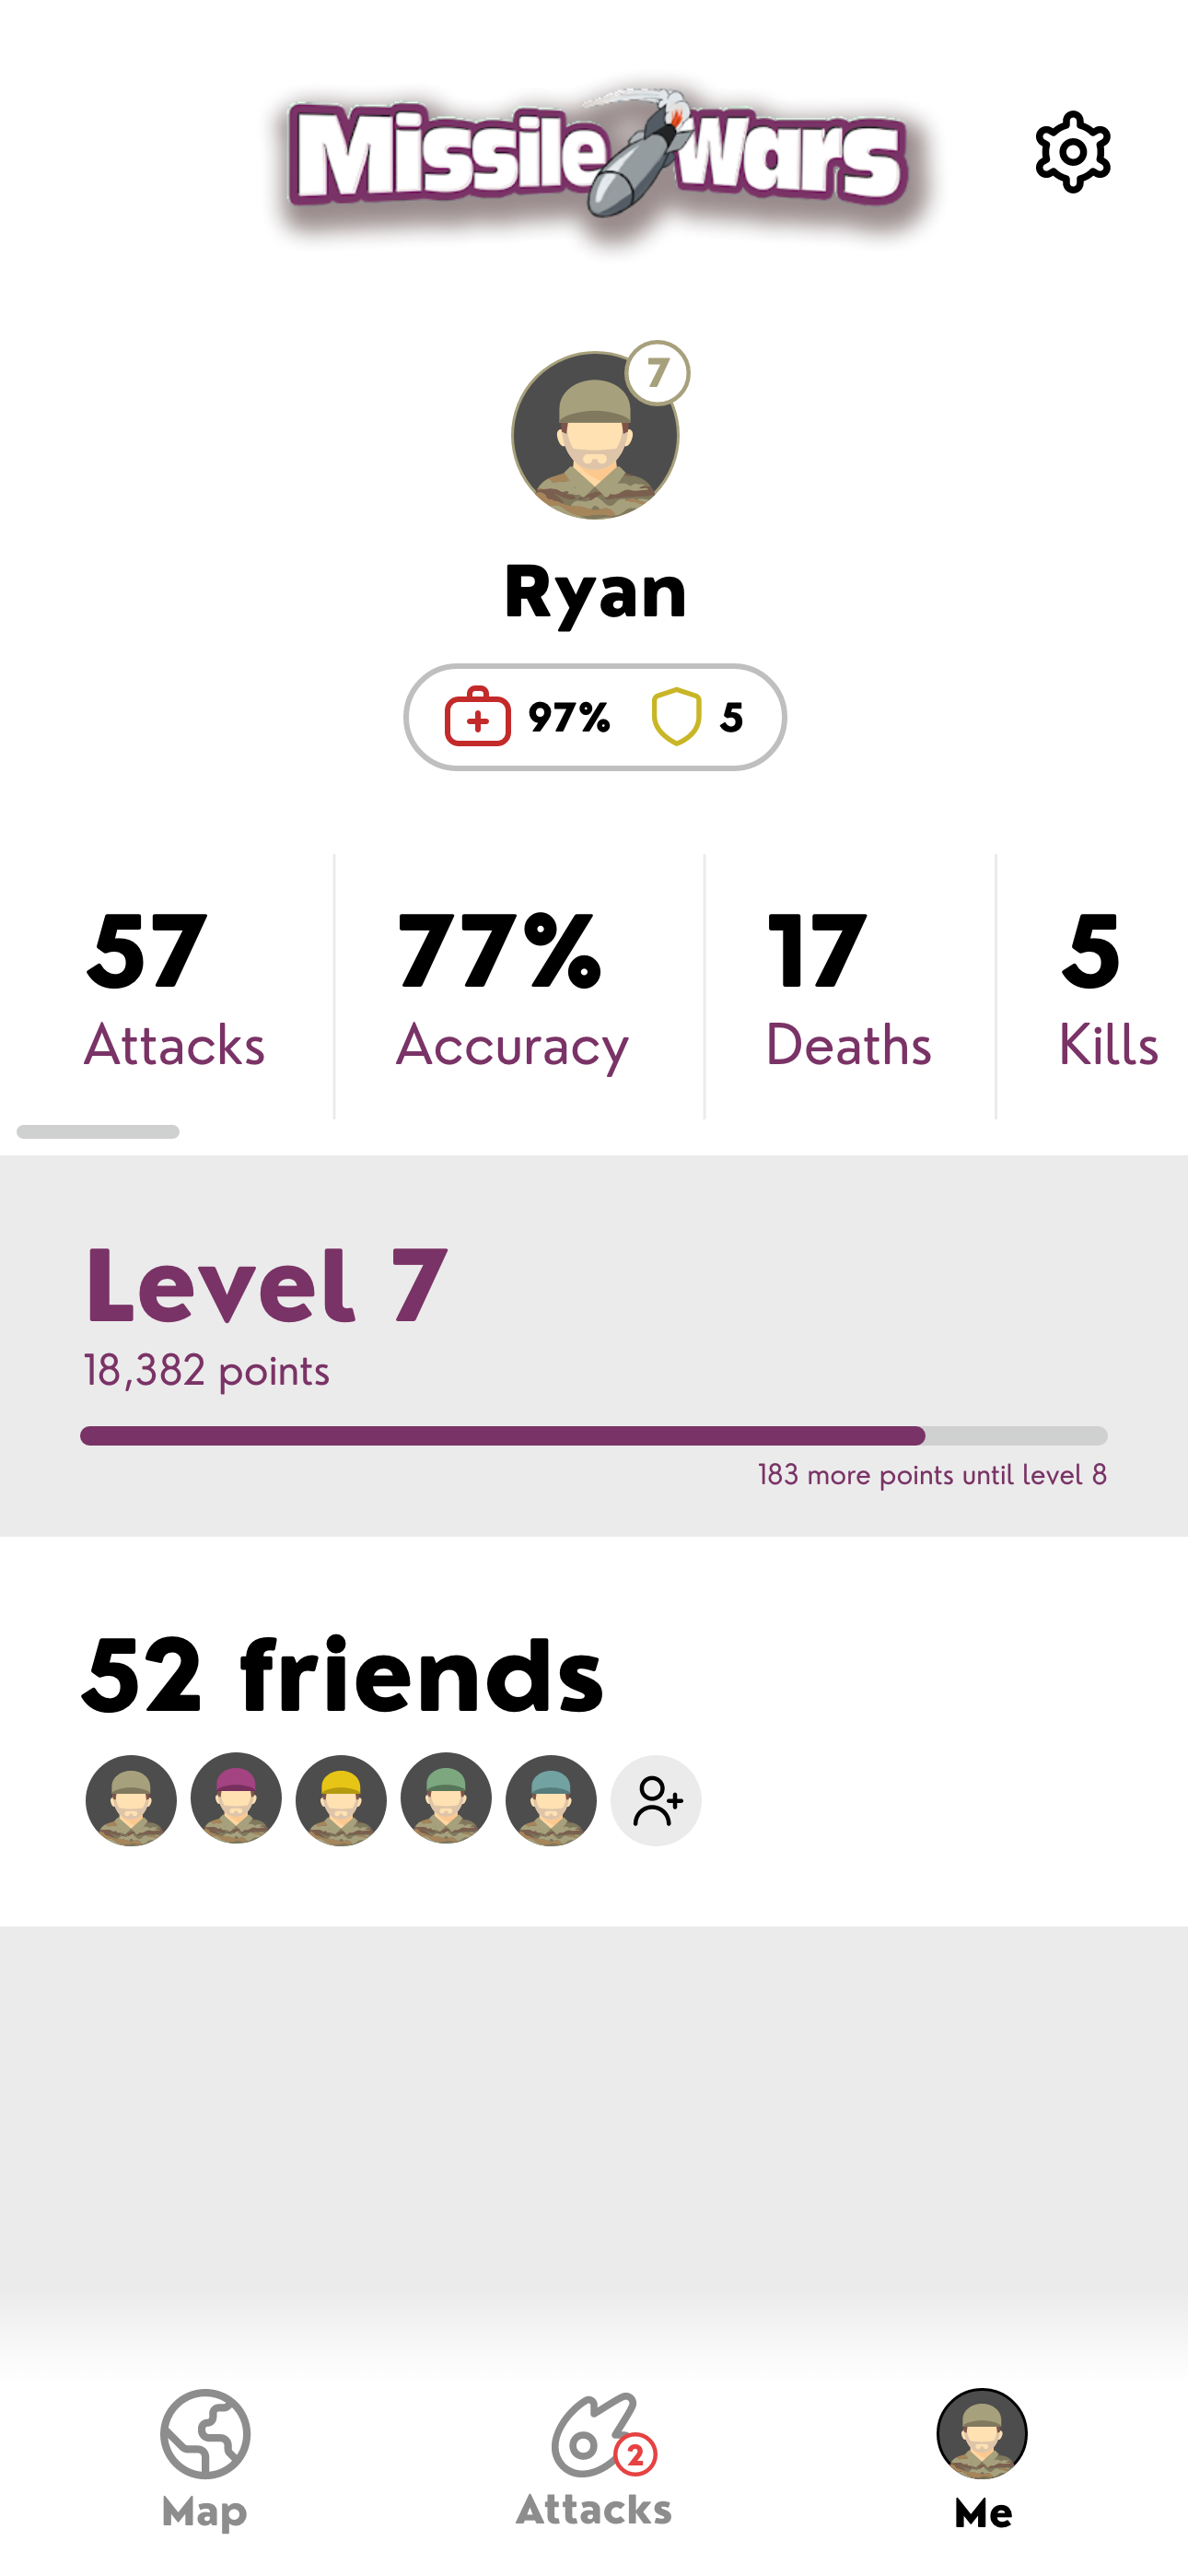 Missile Wars
7
Ryan
97% 5
57 77% 17 5
Attacks Accuracy Deaths Kills
Level 7
18,382 points
183 more points until level 8
52 friends
2
Map Attacks Me